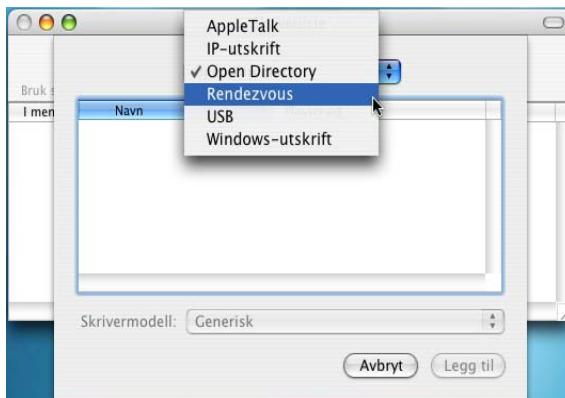 AppleTalk
IP-utskrift
✓ Open Directory
Rendezvous
USB
Windows-utskrift
Bruk
I men
Navn
Skrivermodell: Generisk
Avbryt Legg til